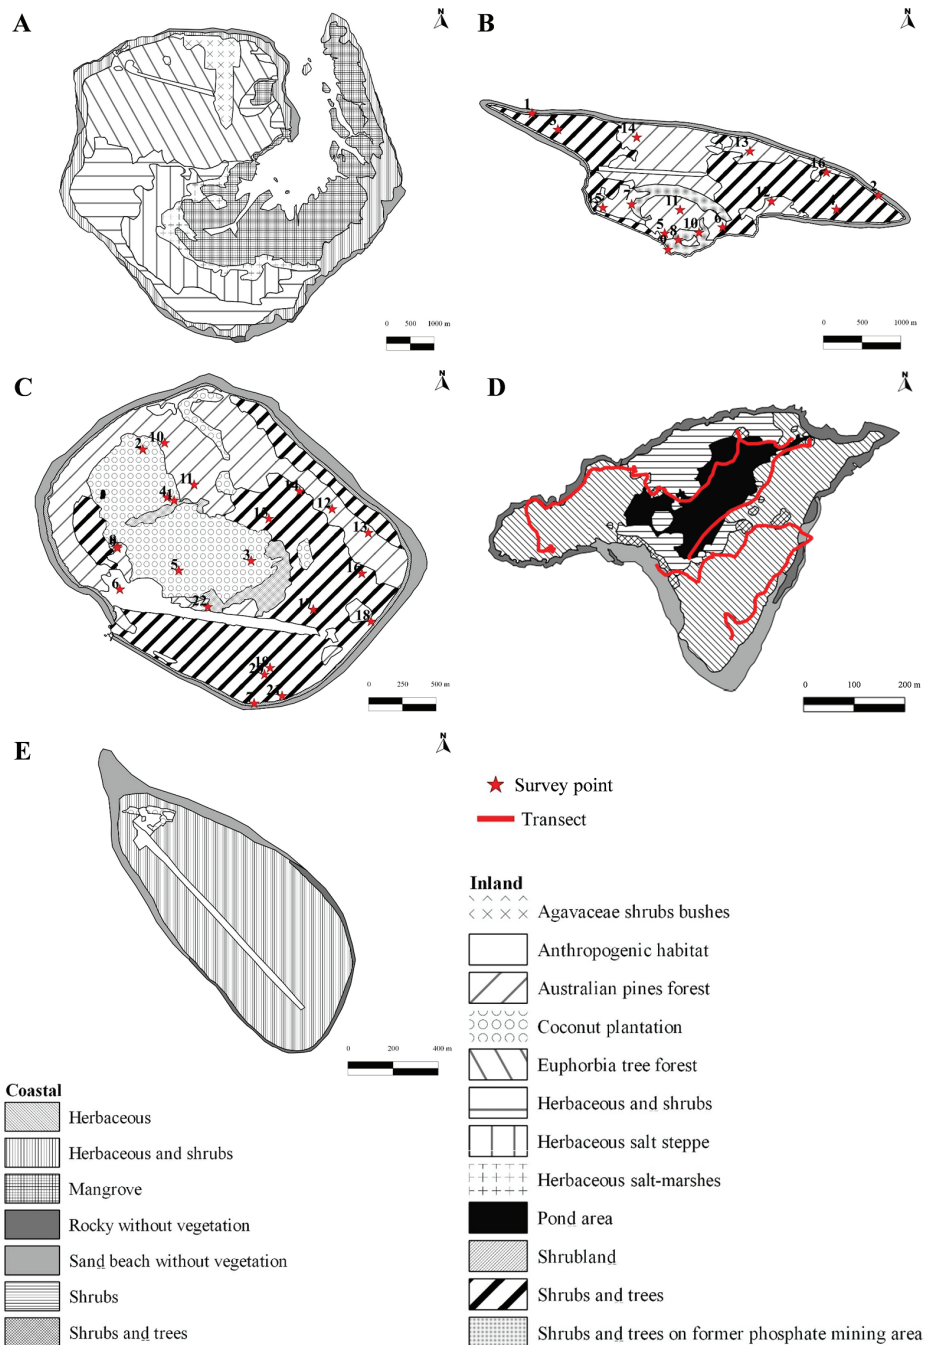 A
N
0 500 1000 m
B
N
1
3
14
13
16
2
15
7
11
12
4
6
5
8
10
9
0 500 1000 m
C
N
2
10
11
4
14
12
13
15
3
5
6
16
22
17
18
19
7
21
0 250 500 m
D
N
0 100 200 m
E
N
0 200 400 m
Survey point
Transect
Coastal
Herbaceous
Herbaceous and shrubs
Mangrove
Rocky without vegetation
Sand beach without vegetation
Shrubs
Shrubs and trees
Inland
Agavaceae shrubs bushes
Anthropogenic habitat
Australian pines forest
Coconut plantation
Euphorbia tree forest
Herbaceous and shrubs
Herbaceous salt steppe
Herbaceous salt-marshes
Pond area
Shrubland
Shrubs and trees
Shrubs and trees on former phosphate mining area